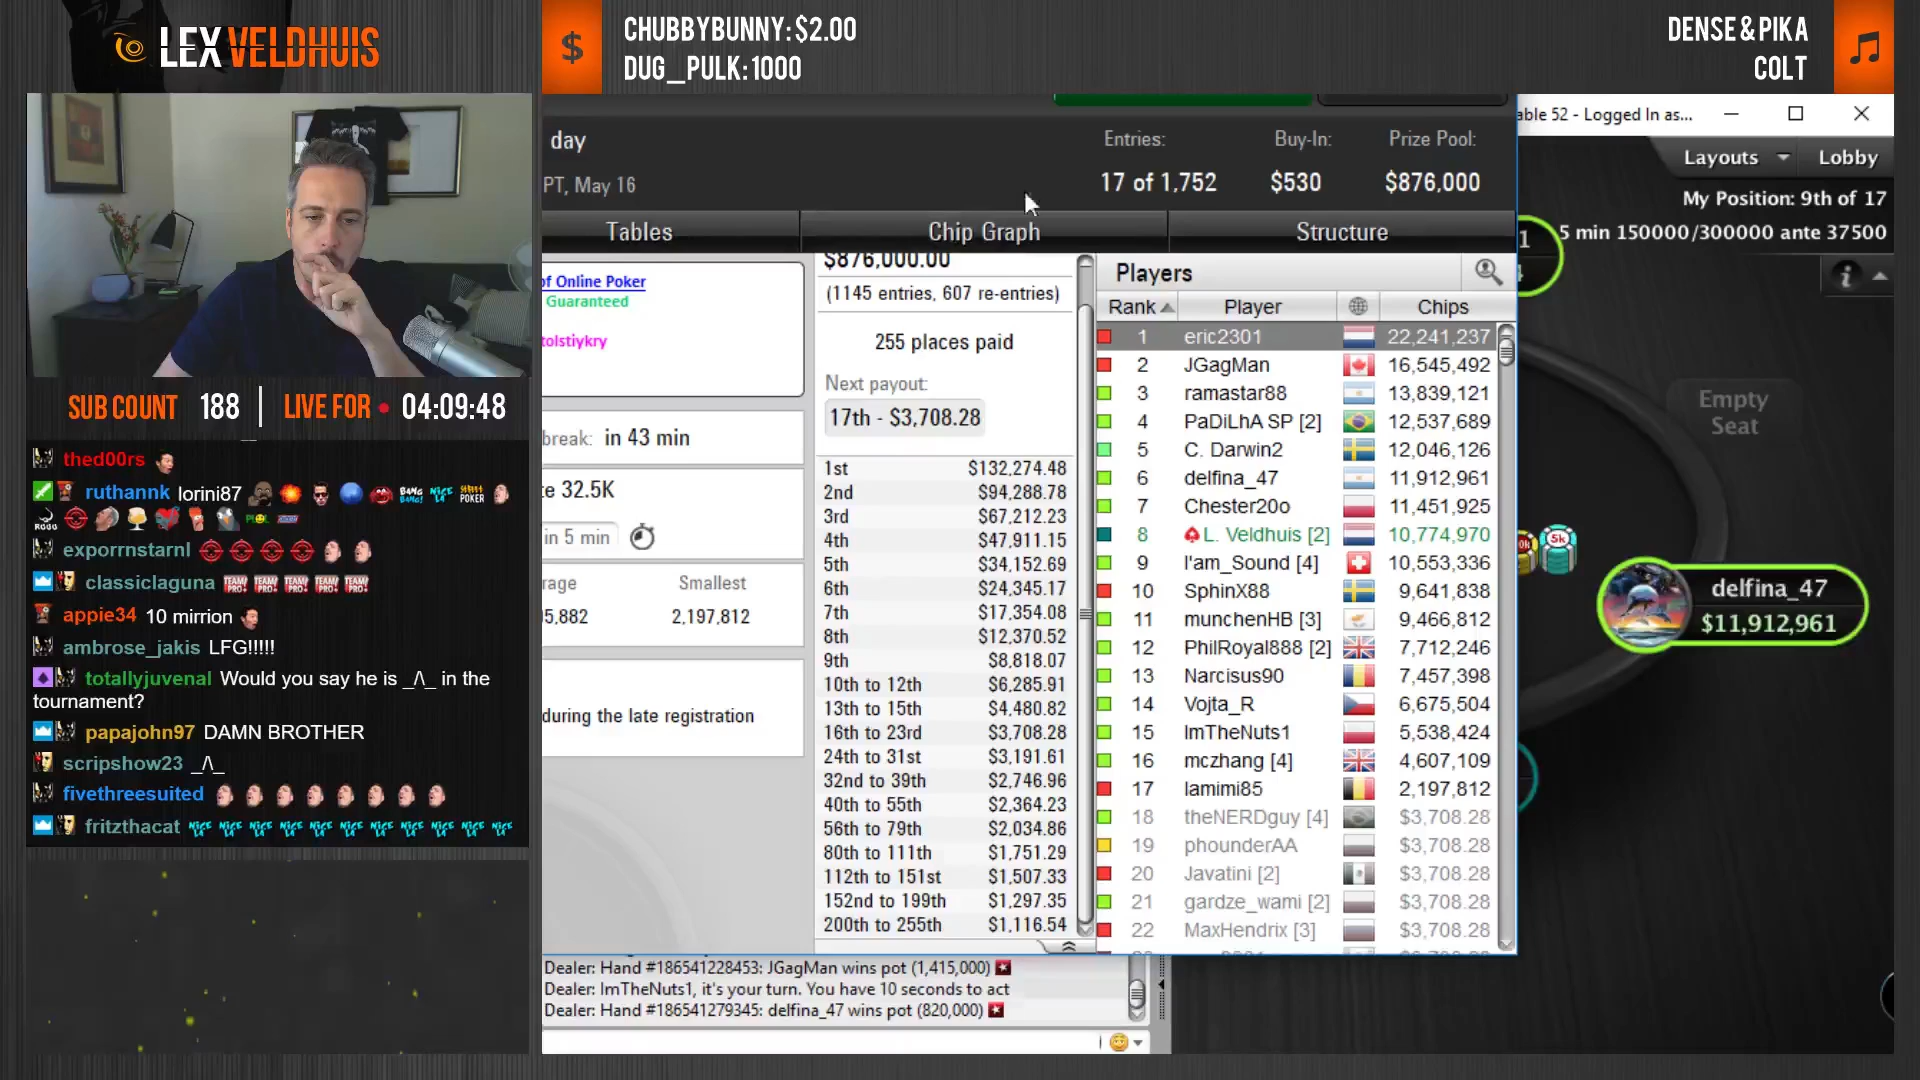 LEX VELDHUIS
$
CHUBBYBUNNY: $2.00
DUG_PULK: 1000
DENSE & PIKA
COLT
SUB COUNT 188 | LIVE FOR 04:09:48
thed00rs
ruthannk lorini87
exporrnstarnl
classiclaguna
appie34 10 mirrion
ambrose_jakis LFG!!!!!
totallyjuvenal Would you say he is _/\_ in the
tournament?
papajohn97 DAMN BROTHER
scripshow23 _/\_
fivethreesuited
fritzthacat
day
PT, May 16
Entries: Buy-In: Prize Pool:
17 of 1,752 $530 $876,000
Tables Chip Graph Structure
of Online Poker
Guaranteed
tolstiykry
break: in 43 min
te 32.5K
in 5 min
rage Smallest
5,882 2,197,812
during the late registration
$876,000.00
(1145 entries, 607 re-entries)
255 places paid
Next payout:
17th - $3,708.28
1st $132,274.48
2nd $94,288.78
3rd $67,212.23
4th $47,911.15
5th $34,152.69
6th $24,345.17
7th $17,354.08
8th $12,370.52
9th $8,818.07
10th to 12th $6,285.91
13th to 15th $4,480.82
16th to 23rd $3,708.28
24th to 31st $3,191.61
32nd to 39th $2,746.96
40th to 55th $2,364.23
56th to 79th $2,034.86
80th to 111th $1,751.29
112th to 151st $1,507.33
152nd to 199th $1,297.35
200th to 255th $1,116.54
Players
Rank Player Chips
1 eric2301 22,241,237
2 JGagMan 16,545,492
3 ramastar88 13,839,121
4 PaDiLhA SP [2] 12,537,689
5 C. Darwin2 12,046,126
6 delfina_47 11,912,961
7 Chester20o 11,451,925
8 L. Veldhuis [2] 10,774,970
9 I'am_Sound [4] 10,553,336
10 SphinX88 9,641,838
11 munchenHB [3] 9,466,812
12 PhilRoyal888 [2] 7,712,246
13 Narcisus90 7,457,398
14 Vojta_R 6,675,504
15 ImTheNuts1 5,538,424
16 mczhang [4] 4,607,109
17 lamimi85 2,197,812
18 theNERDguy [4] $3,708.28
19 phounderAA $3,708.28
20 Javatini [2] $3,708.28
21 gardze_wami [2] $3,708.28
22 MaxHendrix [3] $3,708.28
Dealer: Hand #186541228453: JGagMan wins pot (1,415,000)
Dealer: ImTheNuts1, it's your turn. You have 10 seconds to act
Dealer: Hand #186541279345: delfina_47 wins pot (820,000)
able 52 - Logged In as...
Layouts Lobby
My Position: 9th of 17
5 min 150000/300000 ante 37500
Empty
Seat
5k
delfina_47
$11,912,961